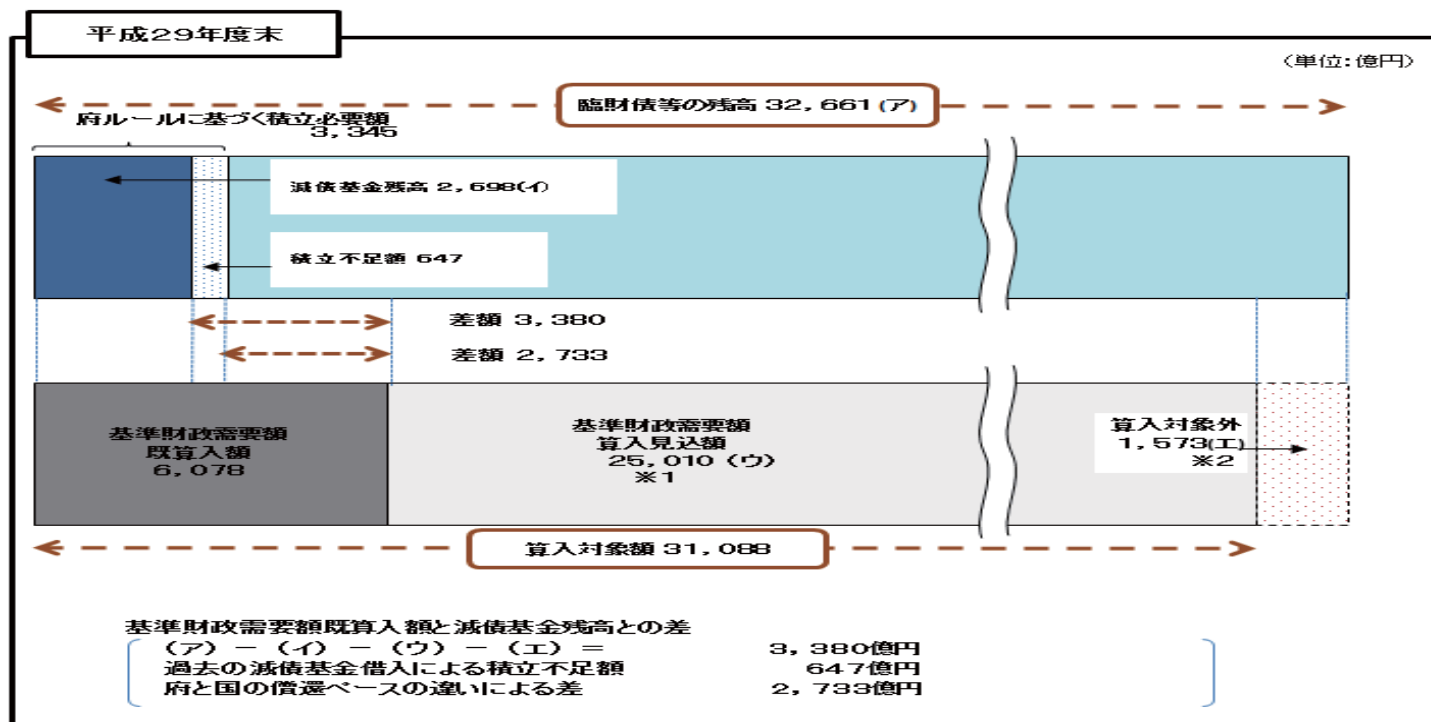 平成29年度末
（単位：億円）
臨財債等の残高 32，661(ア)
府ルールに基づく積立必要額
3，345
減債基金残高 2，698(イ)
積立不足額 647
差額 3，380
差額 2，733
基準財政需要額
既算入額
6，078
基準財政需要額
算入見込額
25，010（ウ）
※1
算入対象外
1，573(エ)
※2
算入対象額 31，088
基準財政需要額既算入額と減債基金残高との差
（ア）－（イ）－（ウ）－（エ）＝ 3，380億円
過去の減債基金借入による積立不足額 647億円
府と国の償還ペースの違いによる差 2，733億円